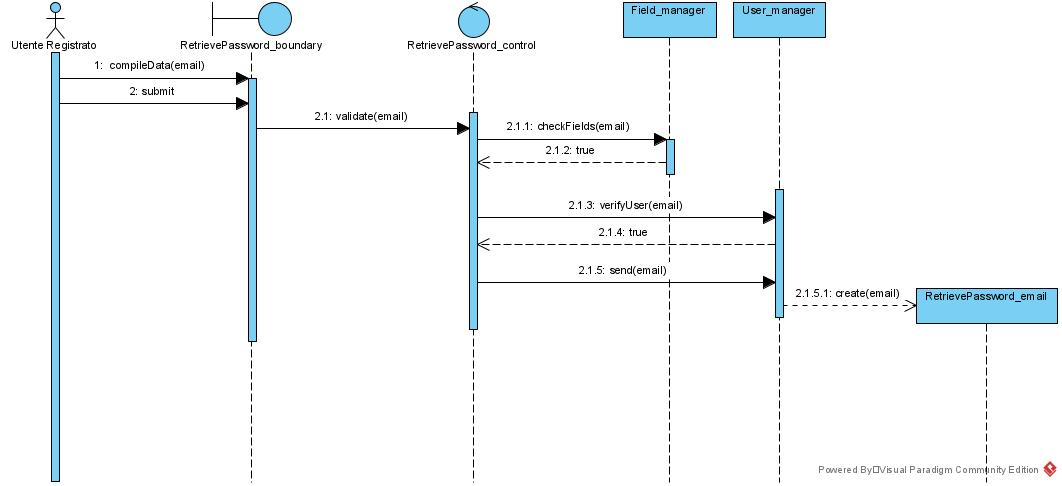 Field_manager
User_manager
Utente Registrato
RetrievePassword_boundary
RetrievePassword_control
1: compileData(email)
2: submit
2.1: validate(email)
2.1.1: checkFields(email)
2.1.2: true
2.1.3: verifyUser(email)
2.1.4: true
2.1.5: send(email)
2.1.5.1: create(email)
RetrievePassword_email
Powered By Visual Paradigm Community Edition